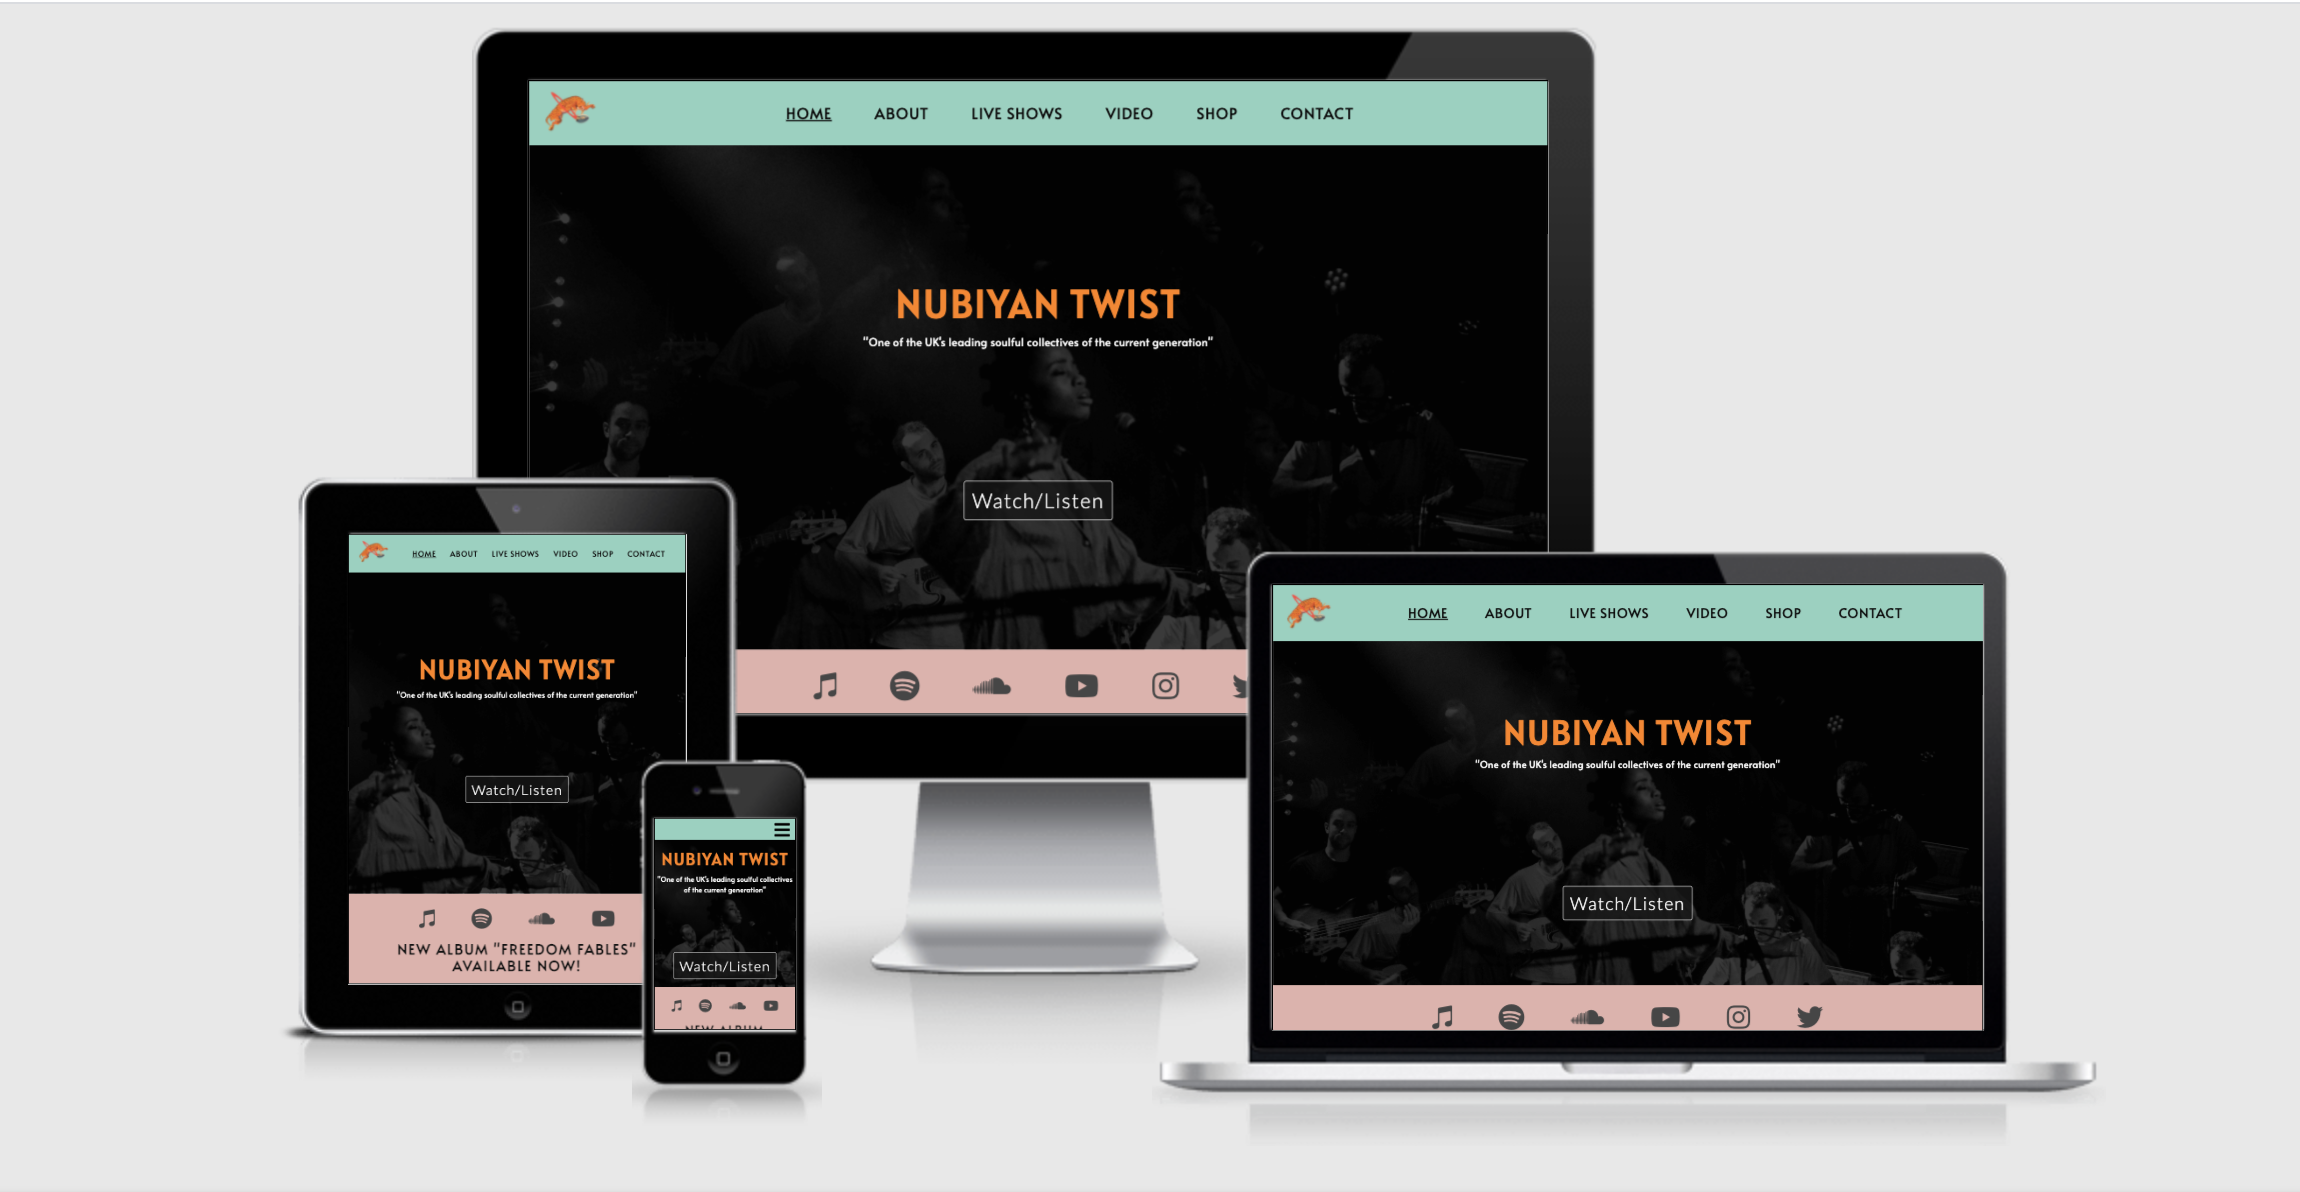 HOME ABOUT LIVE SHOWS VIDEO SHOP CONTACT
NUBIYAN TWIST
"One of the UK's leading soulful collectives of the current generation"
Watch/Listen
HOME ABOUT LIVE SHOWS VIDEO SHOP CONTACT
NUBIYAN TWIST
"One of the UK's leading soulful collectives of the current generation"
Watch/Listen
NEW ALBUM "FREEDOM FABLES"
AVAILABLE NOW!
NUBIYAN TWIST
"One of the UK's leading soulful collectives
of the current generation"
Watch/Listen
NEW ALBUM
HOME ABOUT LIVE SHOWS VIDEO SHOP CONTACT
NUBIYAN TWIST
"One of the UK's leading soulful collectives of the current generation"
Watch/Listen